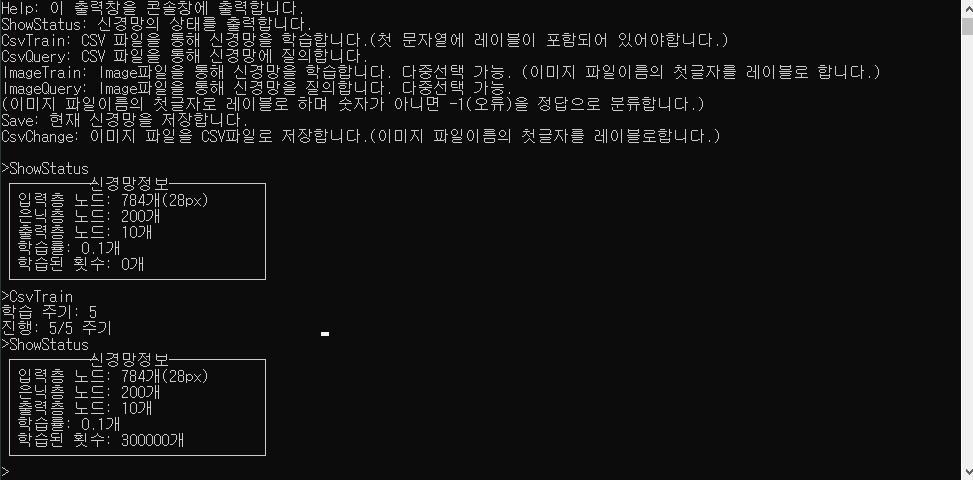 Help: 이 출력창을 콘솔창에 출력합니다.
ShowStatus: 신경망의 상태를 출력합니다.
CsvTrain: CSV 파일을 통해 신경망을 학습합니다.(첫 문자열에 레이블이 포함되어 있어야합니다.)
CsvQuery: CSV 파일을 통해 신경망에 질의합니다.
ImageTrain: Image파일을 통해 신경망을 학습합니다. 다중선택 가능. (이미지 파일이름의 첫글자를 레이블로 합니다.)
ImageQuery: Image파일을 통해 신경망을 질의합니다. 다중선택 가능.
(이미지 파일이름의 첫글자로 레이블로 하며 숫자가 아니면 -1(오류)을 정답으로 분류합니다.)
Save: 현재 신경망을 저장합니다.
CsvChange: 이미지 파일을 CSV파일로 저장합니다.(이미지 파일이름의 첫글자를 레이블로합니다.)
>ShowStatus
신경망정보
입력층 노드: 784개(28px)
은닉층 노드: 200개
출력층 노드: 10개
학습률: 0.1개
학습된 횟수: 0개
>CsvTrain
학습 주기: 5
진행: 5/5 주기
>ShowStatus
신경망정보
입력층 노드: 784개(28px)
은닉층 노드: 200개
출력층 노드: 10개
학습률: 0.1개
학습된 횟수: 300000개
>